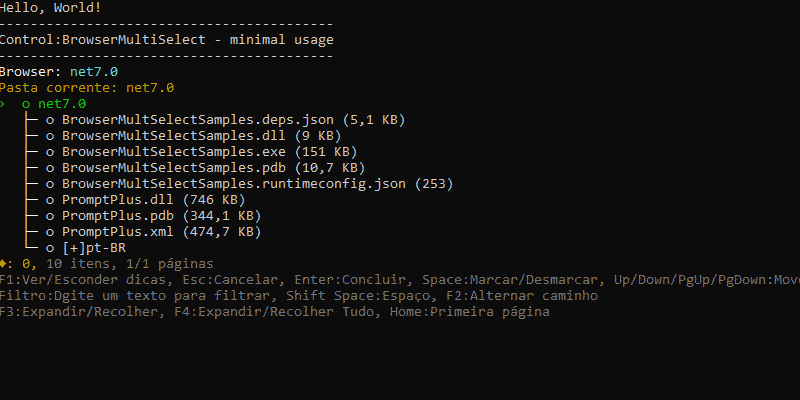 Hello, World!
------------------------------------------
Control:BrowserMultiSelect - minimal usage
------------------------------------------
Browser: net7.0
Pasta corrente: net7.0
› o net7.0
├─ o BrowserMultSelectSamples.deps.json (5,1 KB)
├─ o BrowserMultSelectSamples.dll (9 KB)
├─ o BrowserMultSelectSamples.exe (151 KB)
├─ o BrowserMultSelectSamples.pdb (10,7 KB)
├─ o BrowserMultSelectSamples.runtimeconfig.json (253)
├─ o PromptPlus.dll (746 KB)
├─ o PromptPlus.pdb (344,1 KB)
├─ o PromptPlus.xml (474,7 KB)
└─ o [+]pt-BR
♦: 0, 10 itens, 1/1 páginas
F1:Ver/Esconder dicas, Esc:Cancelar, Enter:Concluir, Space:Marcar/Desmarcar, Up/Down/PgUp/PgDown:Mov
Filtro:Dgite um texto para filtrar, Shift Space:Espaço, F2:Alternar caminho
F3:Expandir/Recolher, F4:Expandir/Recolher Tudo, Home:Primeira página